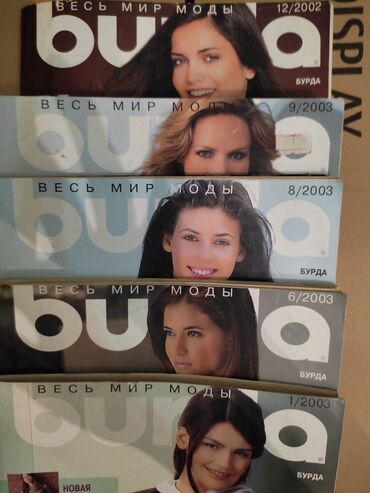 ВЕСЬ МИР МОДЫ 12/2002
burda
БУРДА
DISPLAY
ВЕСЬ МИР МОДЫ 9/2003
burda
БУРДА
ВЕСЬ МИР МОДЫ 8/2003
burda
БУРДА
ВЕСЬ МИР МОДЫ 6/2003
burda
БУРДА
ВЕСЬ МИР МОДЫ 1/2003
burda
БУРДА
НОВАЯ